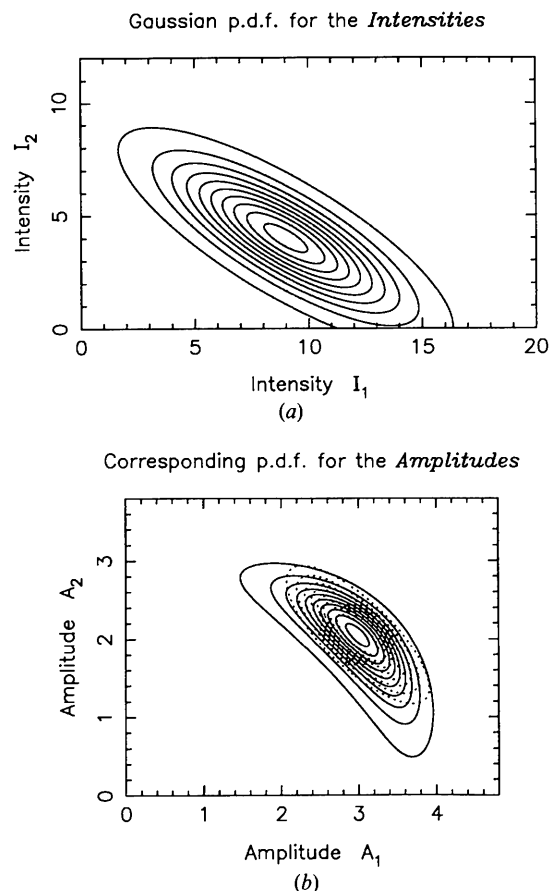 Gaussian p.d.f. for the Intensities
10
5
0
Intensity I₂
0 5 10 15 20
Intensity I₁
(a)
Corresponding p.d.f. for the Amplitudes
3
2
1
0
Amplitude A₂
0 1 2 3 4
Amplitude A₁
(b)